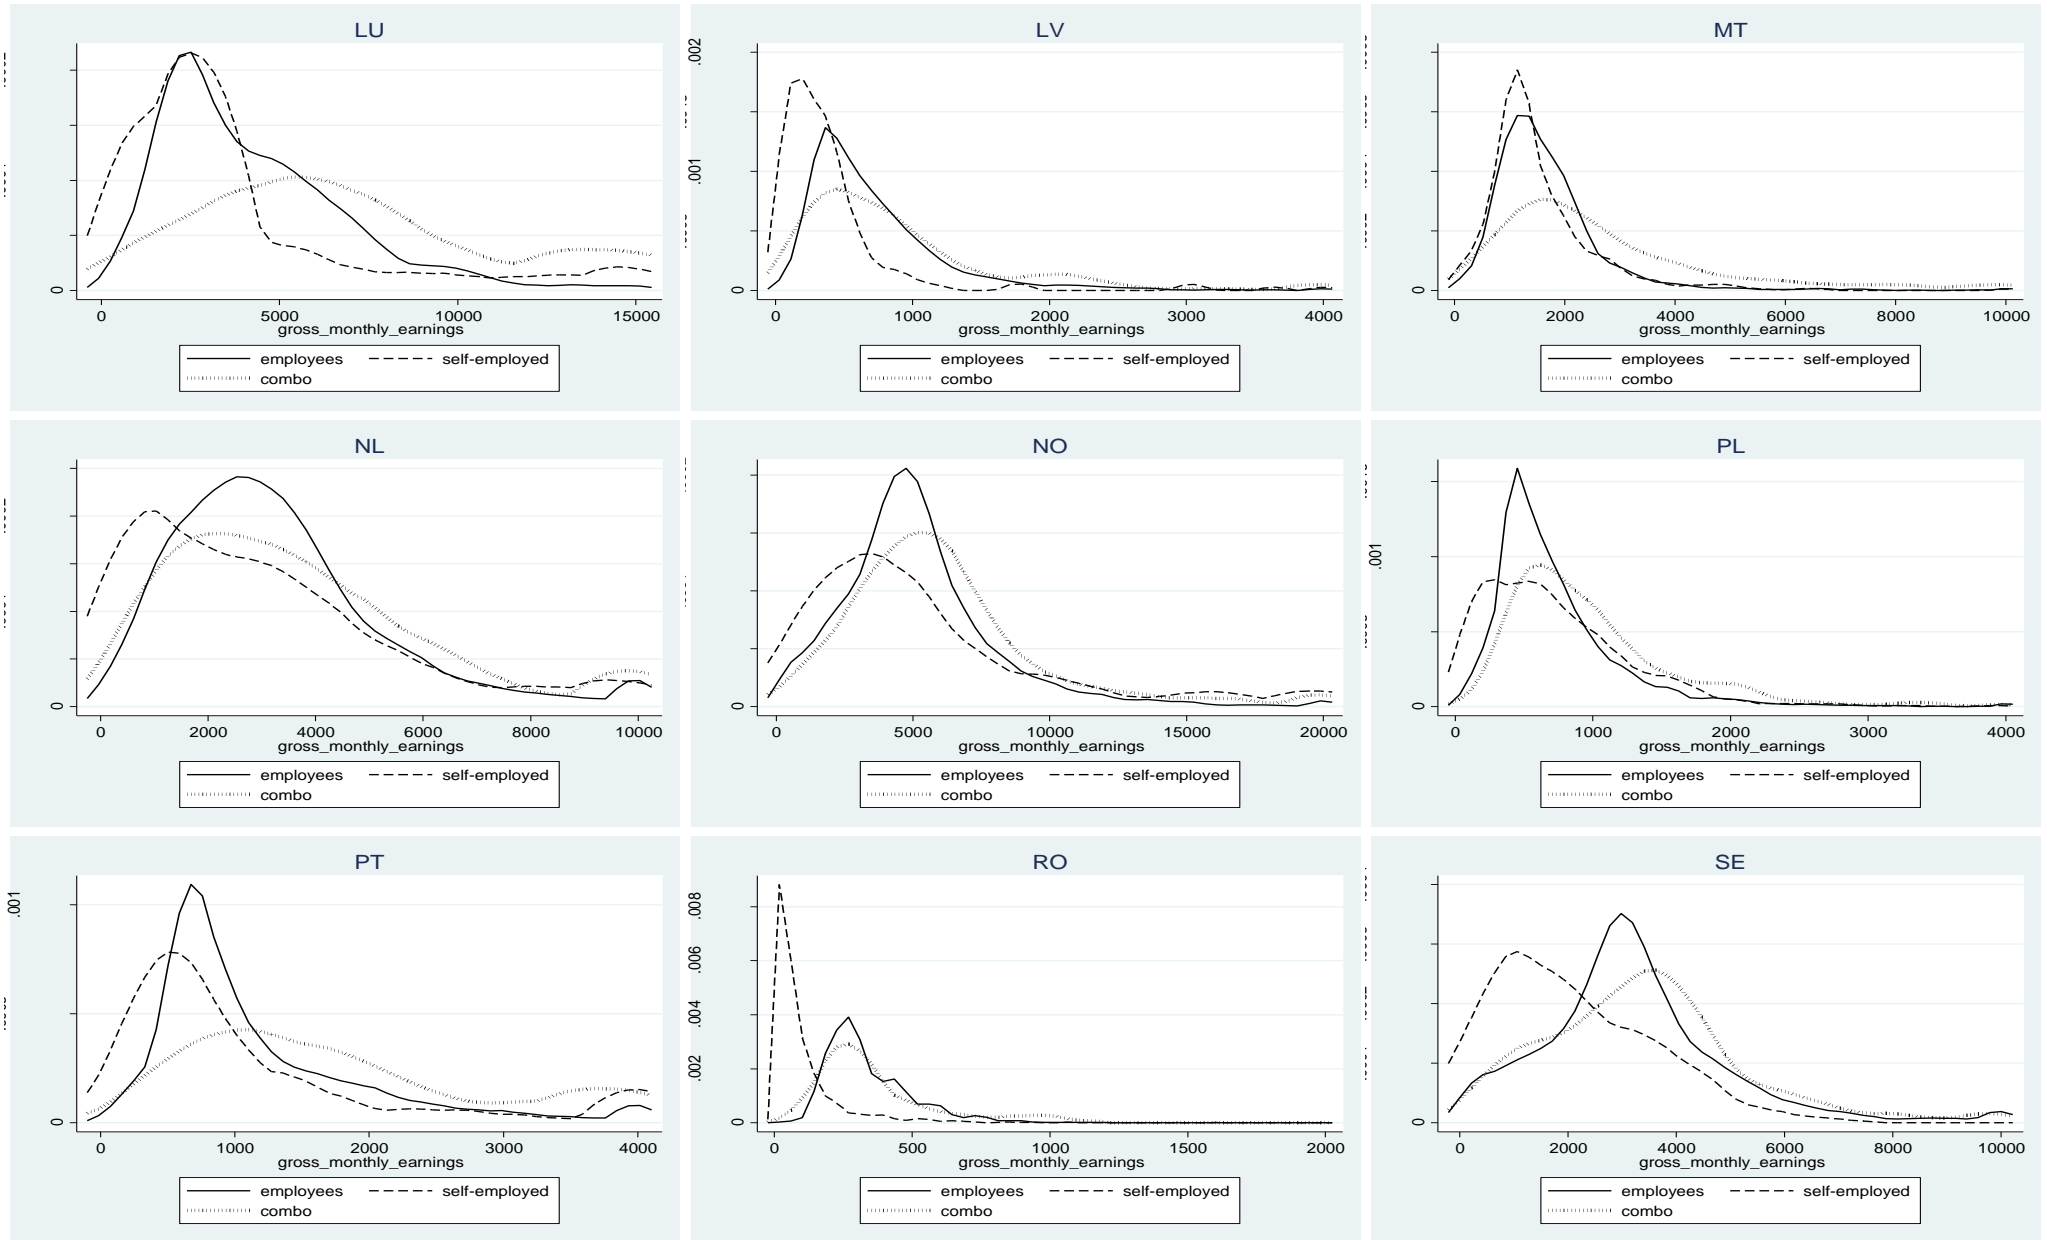 LU
0
0 5000 10000 15000
gross_monthly_earnings
employees self-employed
combo
LV
.002
.001
0
0 1000 2000 3000 4000
gross_monthly_earnings
employees self-employed
combo
MT
0
0 2000 4000 6000 8000 10000
gross_monthly_earnings
employees self-employed
combo
NL
0
0 2000 4000 6000 8000 10000
gross_monthly_earnings
employees self-employed
combo
NO
0
0 5000 10000 15000 20000
gross_monthly_earnings
employees self-employed
combo
PL
.001
0
0 1000 2000 3000 4000
gross_monthly_earnings
employees self-employed
combo
PT
.001
0
0 1000 2000 3000 4000
gross_monthly_earnings
employees self-employed
combo
RO
.008
.006
.004
.002
0
0 500 1000 1500 2000
gross_monthly_earnings
employees self-employed
combo
SE
0
0 2000 4000 6000 8000 10000
gross_monthly_earnings
employees self-employed
combo